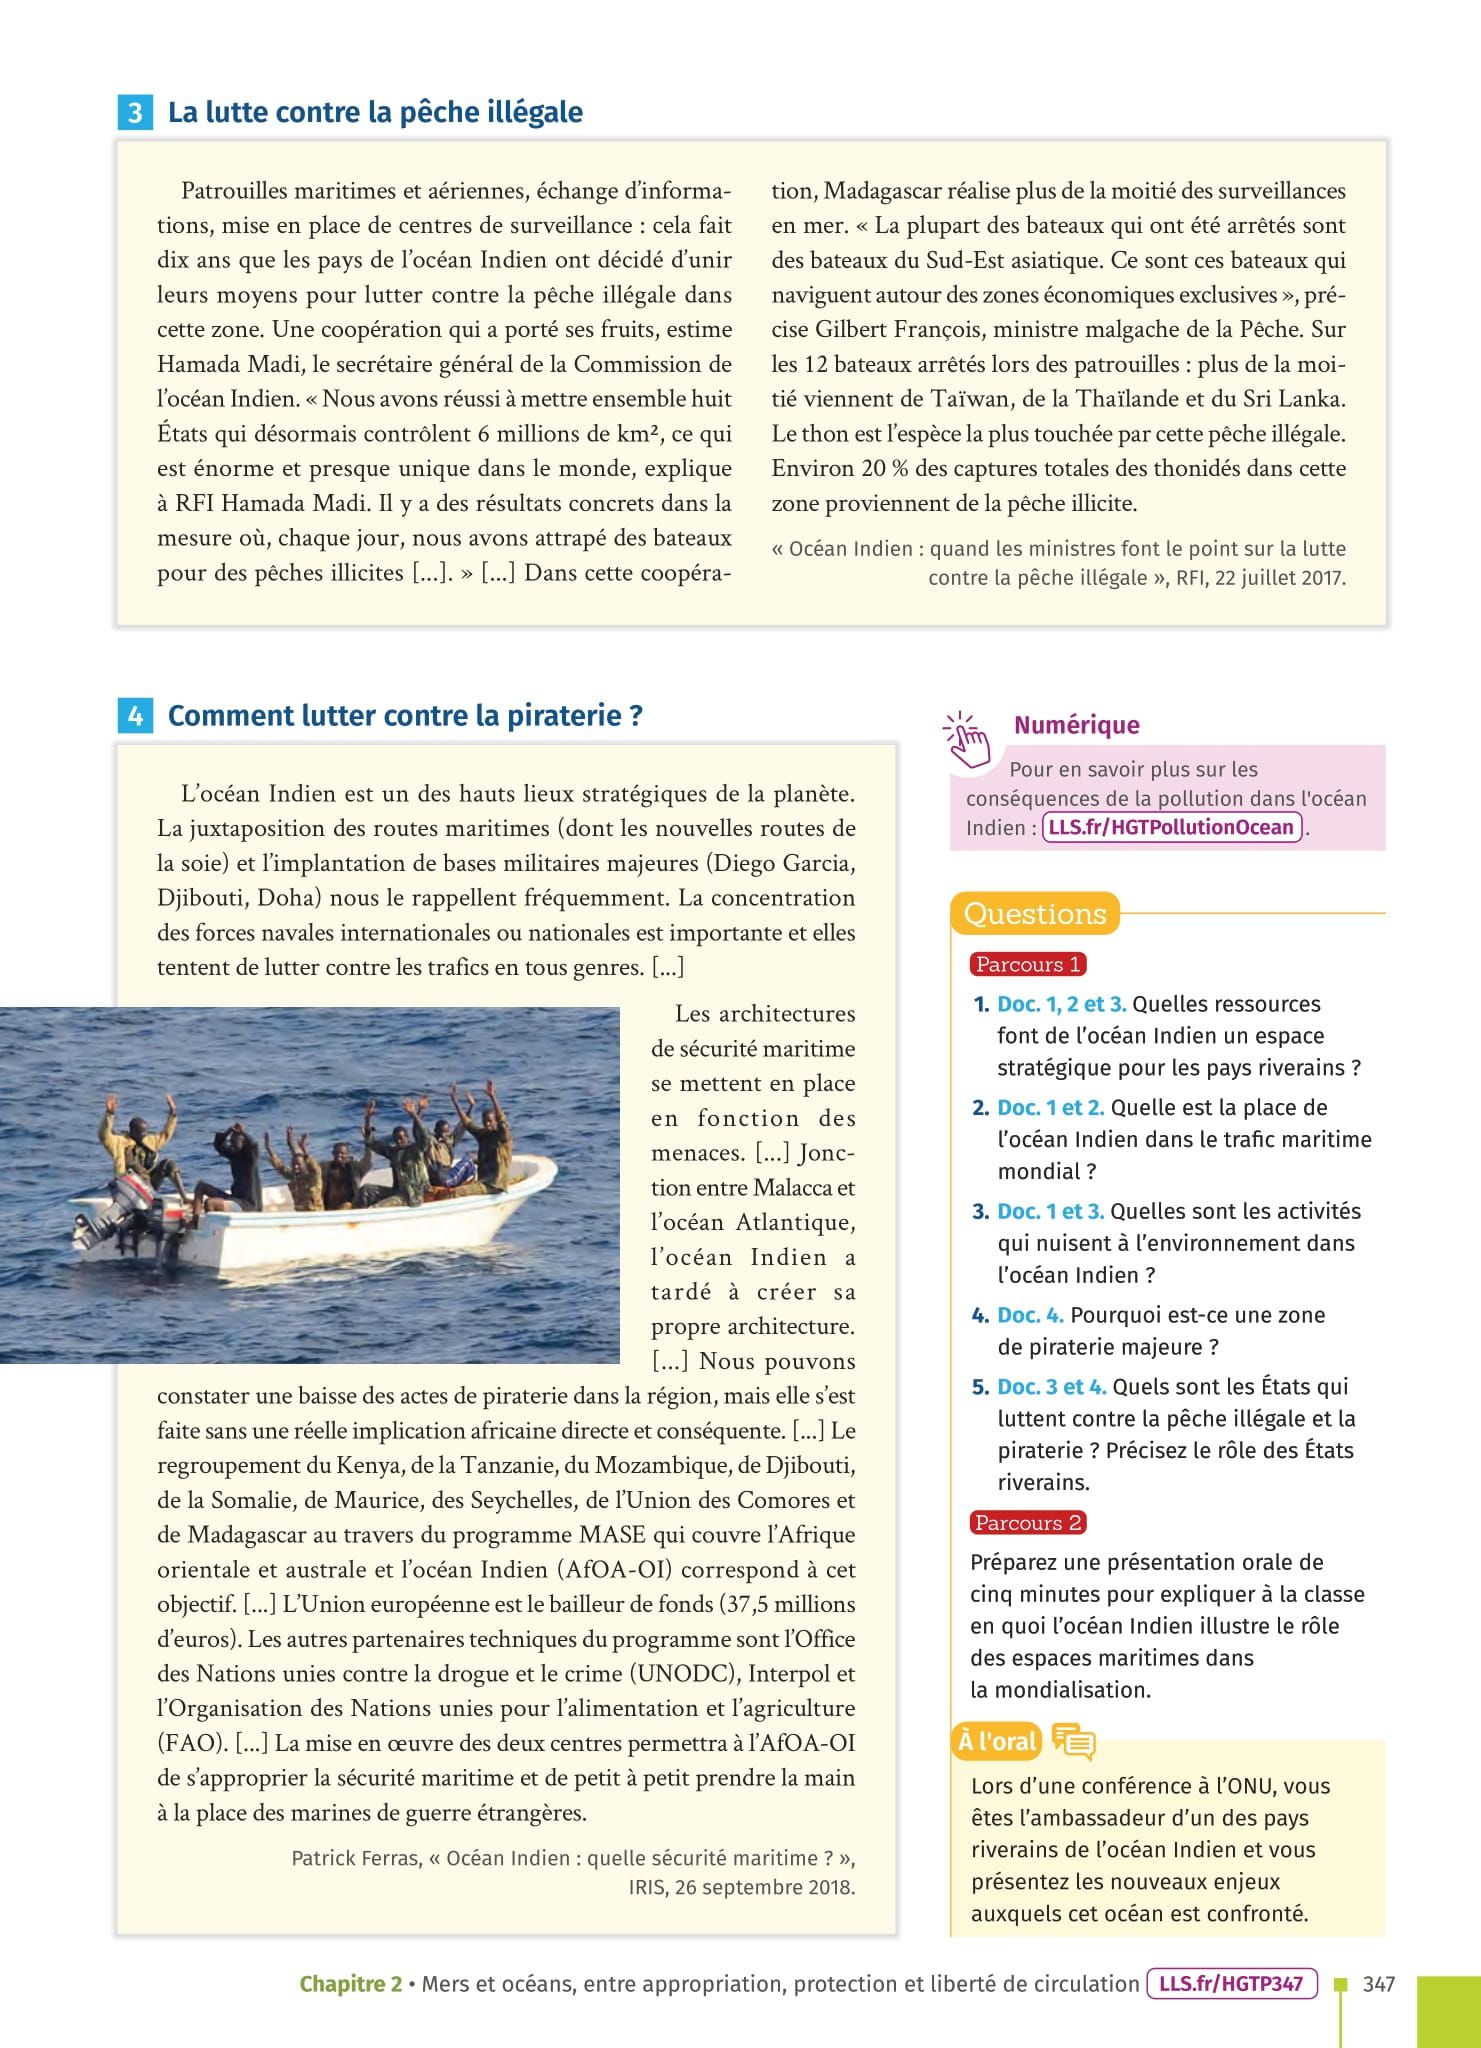 3 La lutte contre la pêche illégale
Patrouilles maritimes et aériennes, échange d'informa-
tions, mise en place de centres de surveillance : cela fait
dix ans que les pays de l'océan Indien ont décidé d'unir
leurs moyens pour lutter contre la pêche illégale dans
cette zone. Une coopération qui a porté ses fruits, estime
Hamada Madi, le secrétaire général de la Commission de
l'océan Indien. « Nous avons réussi à mettre ensemble huit
États qui désormais contrôlent 6 millions de km², ce qui
est énorme et presque unique dans le monde, explique
à RFI Hamada Madi. Il y a des résultats concrets dans la
mesure où, chaque jour, nous avons attrapé des bateaux
pour des pêches illicites [...]. » [...] Dans cette coopéra-
tion, Madagascar réalise plus de la moitié des surveillances
en mer. « La plupart des bateaux qui ont été arrêtés sont
des bateaux du Sud-Est asiatique. Ce sont ces bateaux qui
naviguent autour des zones économiques exclusives », pré-
cise Gilbert François, ministre malgache de la Pêche. Sur
les 12 bateaux arrêtés lors des patrouilles : plus de la moi-
tié viennent de Taïwan, de la Thaïlande et du Sri Lanka.
Le thon est l'espèce la plus touchée par cette pêche illégale.
Environ 20 % des captures totales des thonidés dans cette
zone proviennent de la pêche illicite.
« Océan Indien : quand les ministres font le point sur la lutte
contre la pêche illégale », RFI, 22 juillet 2017.
4 Comment lutter contre la piraterie ?
L'océan Indien est un des hauts lieux stratégiques de la planète.
La juxtaposition des routes maritimes (dont les nouvelles routes de
la soie) et l'implantation de bases militaires majeures (Diego Garcia,
Djibouti, Doha) nous le rappellent fréquemment. La concentration
des forces navales internationales ou nationales est importante et elles
tentent de lutter contre les trafics en tous genres. [...]
Les architectures
de sécurité maritime
se mettent en place
en fonction des
menaces. [...] Jonc-
tion entre Malacca et
l'océan Atlantique,
l'océan Indien a
tardé à créer sa
propre architecture.
[...] Nous pouvons
constater une baisse des actes de piraterie dans la région, mais elle s'est
faite sans une réelle implication africaine directe et conséquente. [...] Le
regroupement du Kenya, de la Tanzanie, du Mozambique, de Djibouti,
de la Somalie, de Maurice, des Seychelles, de l'Union des Comores et
de Madagascar au travers du programme MASE qui couvre l'Afrique
orientale et australe et l'océan Indien (AfOA-OI) correspond à cet
objectif. [...] L'Union européenne est le bailleur de fonds (37,5 millions
d'euros). Les autres partenaires techniques du programme sont l'Office
des Nations unies contre la drogue et le crime (UNODC), Interpol et
l'Organisation des Nations unies pour l'alimentation et l'agriculture
(FAO). [...] La mise en œuvre des deux centres permettra à l'AfOA-OI
de s'approprier la sécurité maritime et de petit à petit prendre la main
à la place des marines de guerre étrangères.
Patrick Ferras, « Océan Indien : quelle sécurité maritime ? »,
IRIS, 26 septembre 2018.
Numérique
Pour en savoir plus sur les
conséquences de la pollution dans l'océan
Indien : LLS.fr/HGTPollutionOcean .
Questions
Parcours 1
1. Doc. 1, 2 et 3. Quelles ressources
font de l'océan Indien un espace
stratégique pour les pays riverains ?
2. Doc. 1 et 2. Quelle est la place de
l'océan Indien dans le trafic maritime
mondial ?
3. Doc. 1 et 3. Quelles sont les activités
qui nuisent à l'environnement dans
l'océan Indien ?
4. Doc. 4. Pourquoi est-ce une zone
de piraterie majeure ?
5. Doc. 3 et 4. Quels sont les États qui
luttent contre la pêche illégale et la
piraterie ? Précisez le rôle des États
riverains.
Parcours 2
Préparez une présentation orale de
cinq minutes pour expliquer à la classe
en quoi l'océan Indien illustre le rôle
des espaces maritimes dans
la mondialisation.
À l'oral
Lors d'une conférence à l'ONU, vous
êtes l'ambassadeur d'un des pays
riverains de l'océan Indien et vous
présentez les nouveaux enjeux
auxquels cet océan est confronté.
Chapitre 2 • Mers et océans, entre appropriation, protection et liberté de circulation LLS.fr/HGTP347 347